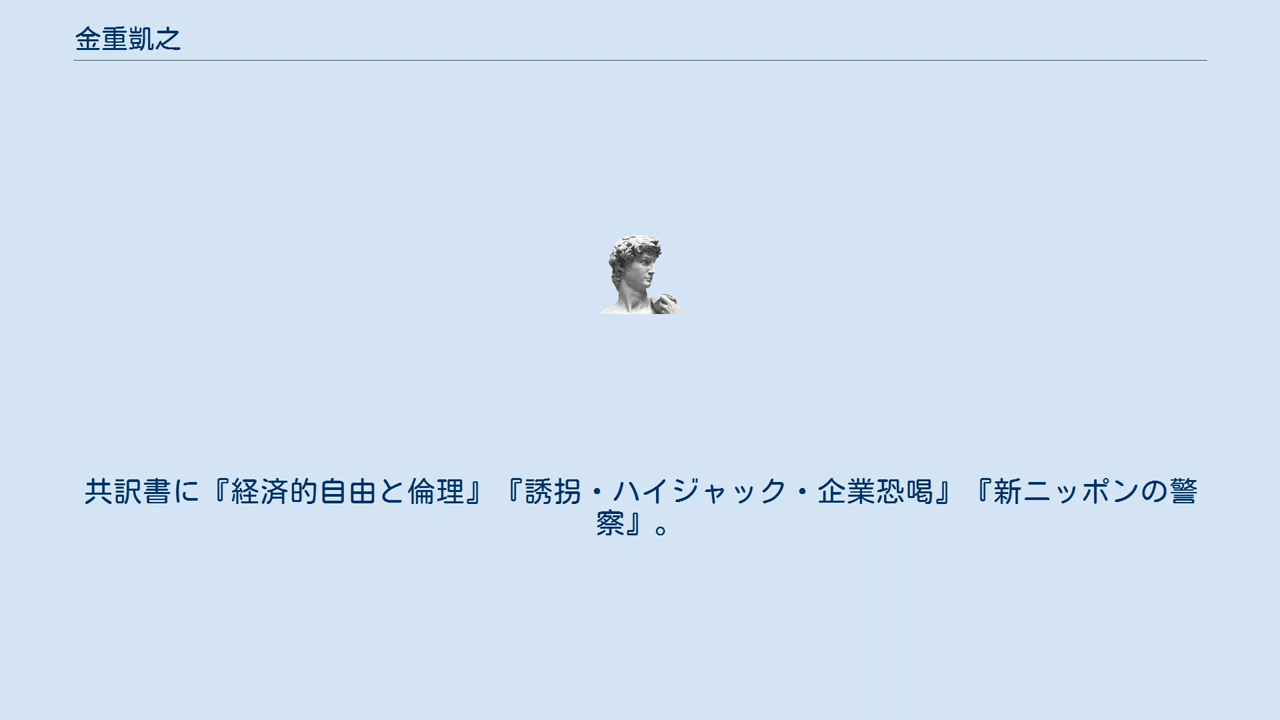 金重凱之
共訳書に『経済的自由と倫理』『誘拐・ハイジャック・企業恐喝』『新ニッポンの警
察』。